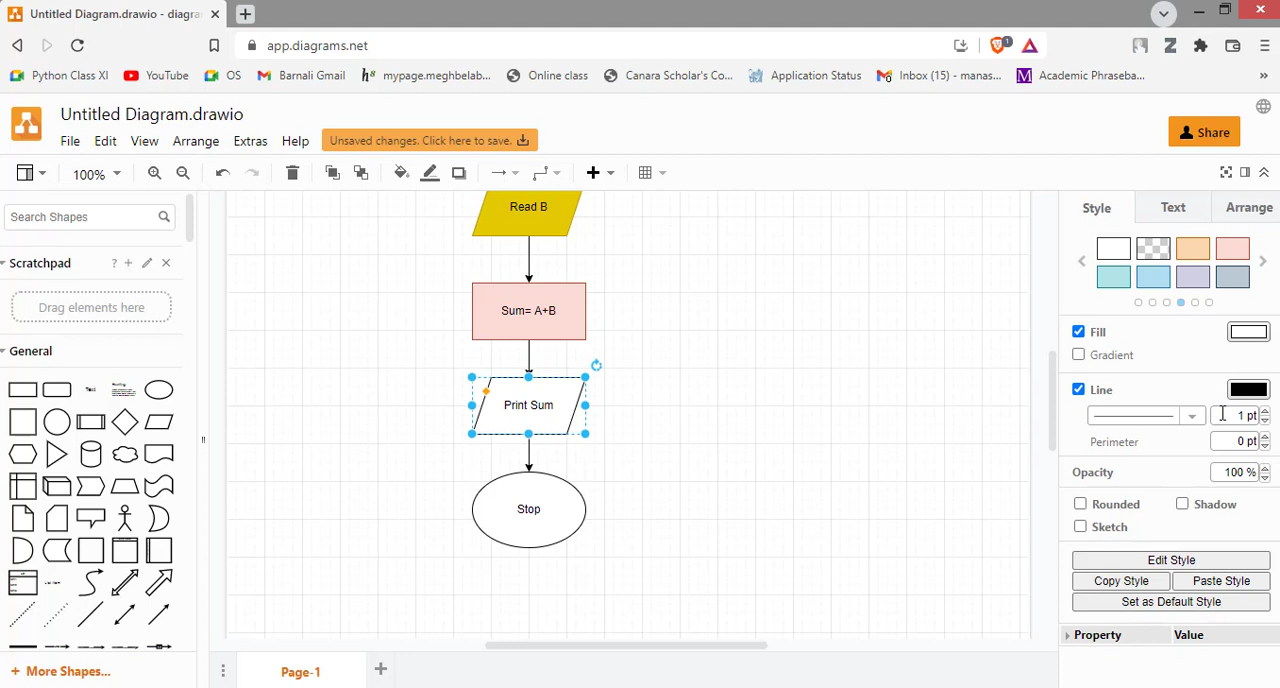 Untitled Diagram.drawio - diagra
app.diagrams.net
1
Python Class XI
YouTube
OS
Barnali Gmail
mypage.meghbelab...
Online class
Canara Scholar's Co...
Application Status
Inbox (15) - manas...
Academic Phraseba...
»
Untitled Diagram.drawio
File
Edit
View
Arrange
Extras
Help
Unsaved changes. Click here to save.
Share
100%
Search Shapes
Scratchpad
?
Drag elements here
General
Text
More Shapes...
Read B
Sum= A+B
Print Sum
Stop
Page-1
Style
Text
Arrange
Fill
Gradient
Line
1 pt
Perimeter
0 pt
Opacity
100 %
Rounded
Shadow
Sketch
Edit Style
Copy Style
Paste Style
Set as Default Style
Property
Value